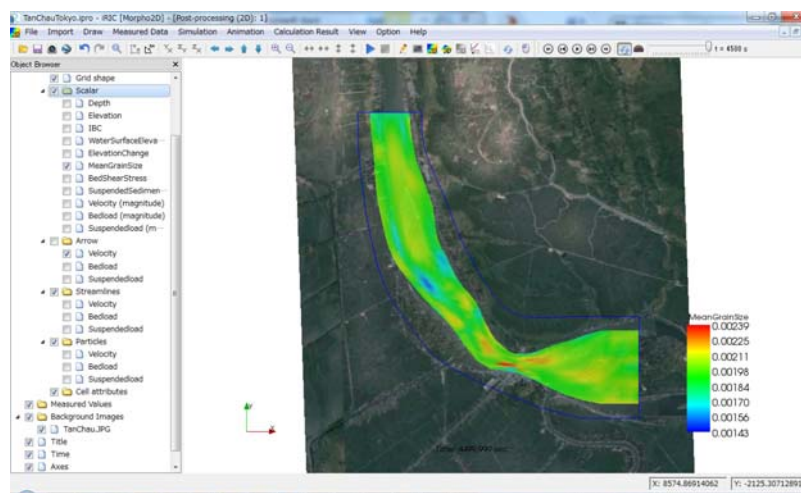 TanChauTokyo.ipro - iRIC [Morpho2D] - [Post-processing (2D): 1]
File Import Draw Measured Data Simulation Animation Calculation Result View Option Help
t = 4500 s
Object Browser
Grid shape
Scalar
Depth
Elevation
IBC
WaterSurfaceEleva···
ElevationChange
MeanGrainSize
BedShearStress
SuspendedSedimen···
Velocity (magnitude)
Bedload (magnitude)
Suspendedload (m···
Arrow
Velocity
Bedload
Suspendedload
Streamlines
Velocity
Bedload
Suspendedload
Particles
Velocity
Bedload
Suspendedload
Cell attributes
Measured Values
Background Images
TanChau.JPG
Title
Time
Axes
MeanGrainSize
0.00239
0.00225
0.00211
0.00198
0.00184
0.00170
0.00156
0.00143
y
x
X: 8574.86914062 Y: -2125.30712891